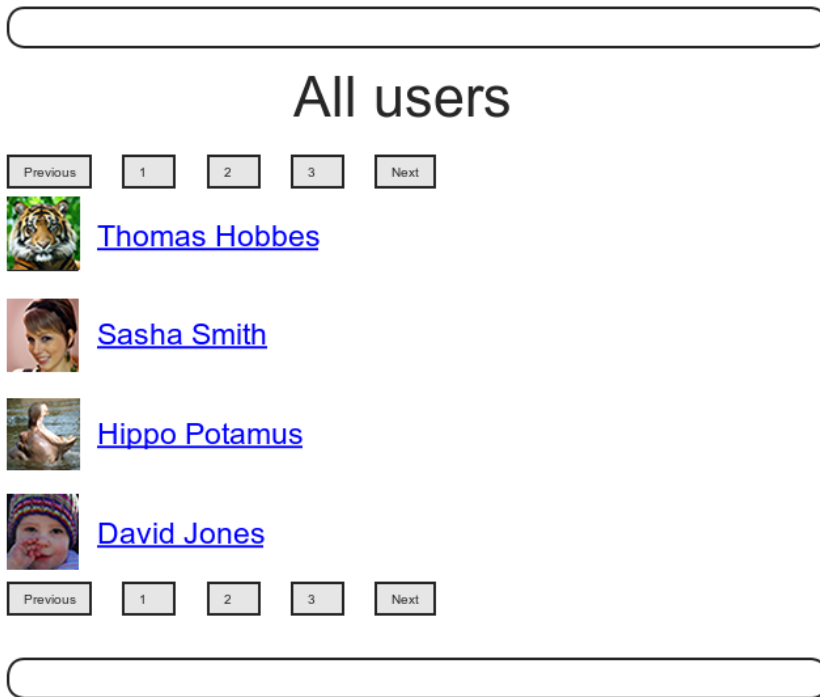 All users
Previous 1 2 3 Next
Thomas Hobbes
Sasha Smith
Hippo Potamus
David Jones
Previous 1 2 3 Next